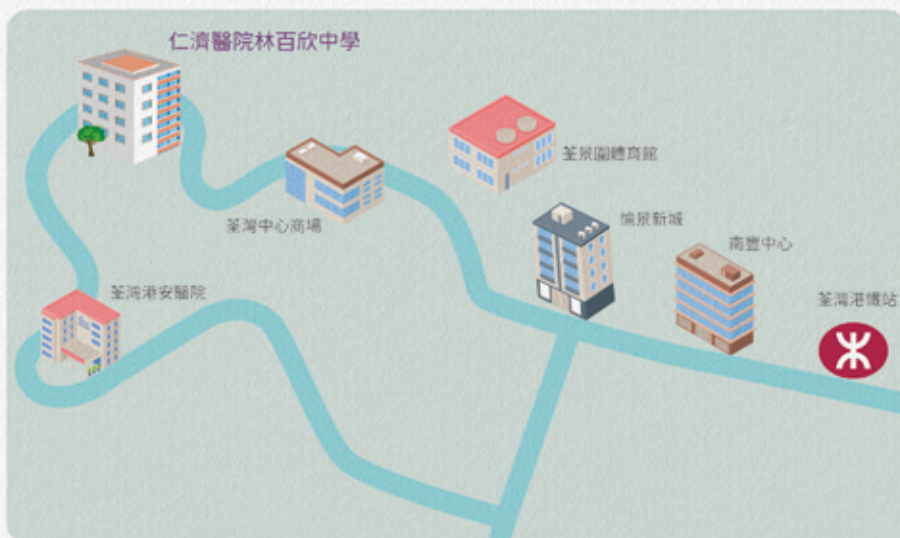 仁濟醫院林百欣中學
荃景圍體育館
荃灣中心商場
愉景新城
南豐中心
荃灣港安醫院
荃灣港鐵站